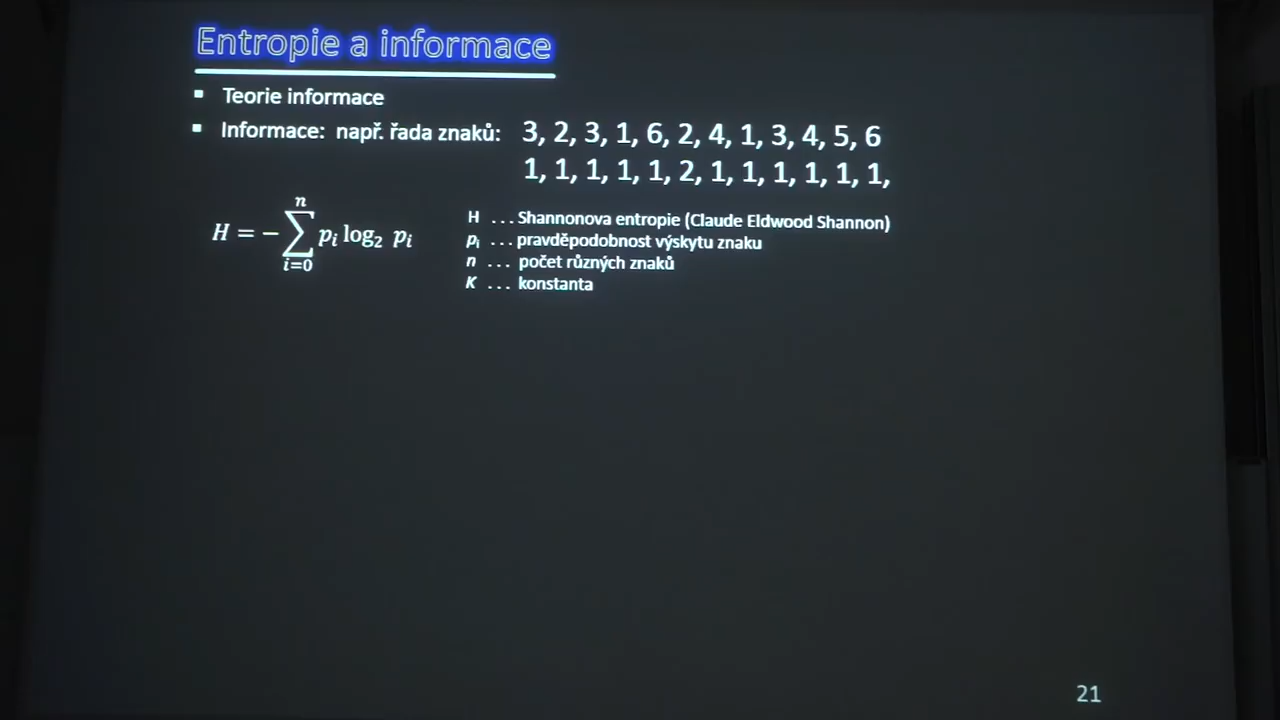 Entropie a informace
▪ Teorie informace
▪ Informace: např. řada znaků: 3, 2, 3, 1, 6, 2, 4, 1, 3, 4, 5, 6
1, 1, 1, 1, 1, 2, 1, 1, 1, 1, 1, 1,
H = − ∑_{i=0}^{n} p_i log₂ p_i
H ... Shannonova entropie (Claude Eldwood Shannon)
p_i ... pravděpodobnost výskytu znaku
n ... počet různých znaků
K ... konstanta
21